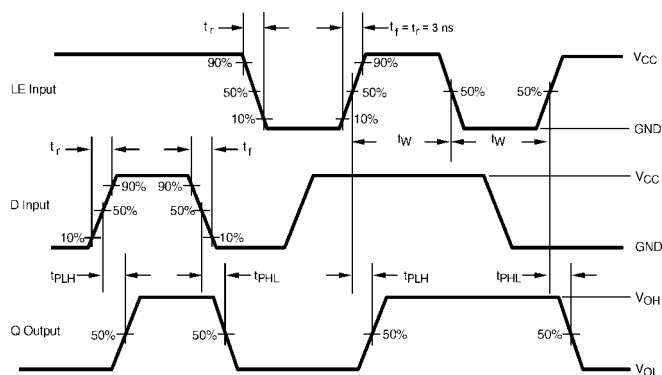 tr
tf = tr = 3 ns
LE Input
90%
90%
VCC
50%
50%
50%
50%
10%
10%
GND
tW
tW
tr
tf
D Input
90%
90%
VCC
50%
50%
10%
10%
GND
tPLH
tPHL
tPLH
tPHL
Q Output
VOH
50%
50%
50%
50%
VOL